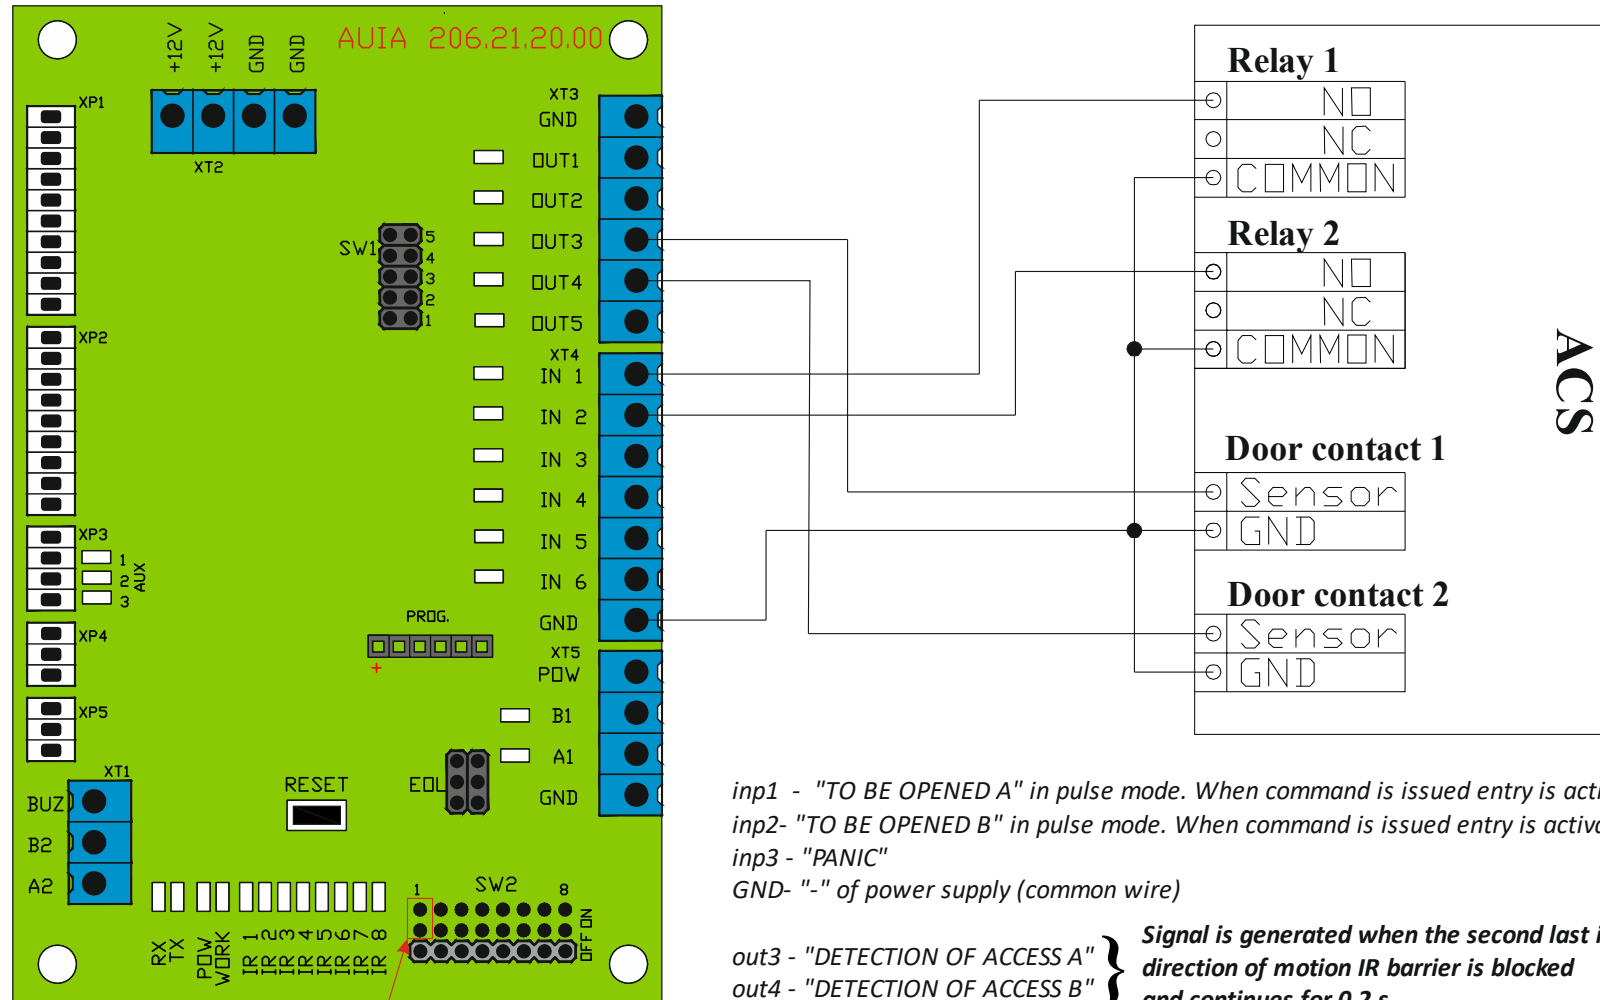 AUIA 206.21.20.00
+12V
+12V
GND
GND
XT2
XP1
XP2
XP3
1
2
3
AUX
XP4
XP5
XT1
BUZ
B2
A2
SW1
5
4
3
2
1
XT3
GND
OUT1
OUT2
OUT3
OUT4
OUT5
XT4
IN 1
IN 2
IN 3
IN 4
IN 5
IN 6
GND
XT5
POW
B1
A1
GND
PROG.
+
EOL
RESET
RX
TX
POW
WORK
IR 1
IR 2
IR 3
IR 4
IR 5
IR 6
IR 7
IR 8
1
SW2
8
OFF ON
Relay 1
NO
NC
COMMON
Relay 2
NO
NC
COMMON
Door contact 1
Sensor
GND
Door contact 2
Sensor
GND
ACS
inp1 - "TO BE OPENED A" in pulse mode. When command is issued entry is acti
inp2- "TO BE OPENED B" in pulse mode. When command is issued entry is activa
inp3 - "PANIC"
GND- "-" of power supply (common wire)
out3 - "DETECTION OF ACCESS A"
out4 - "DETECTION OF ACCESS B"
}
Signal is generated when the second last i
direction of motion IR barrier is blocked
and continues for 0.2 s